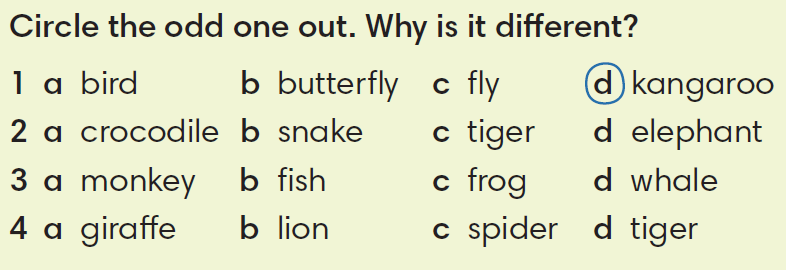 Circle the odd one out. Why is it different?
1 a bird b butterfly c fly d kangaroo
2 a crocodile b snake c tiger d elephant
3 a monkey b fish c frog d whale
4 a giraffe b lion c spider d tiger